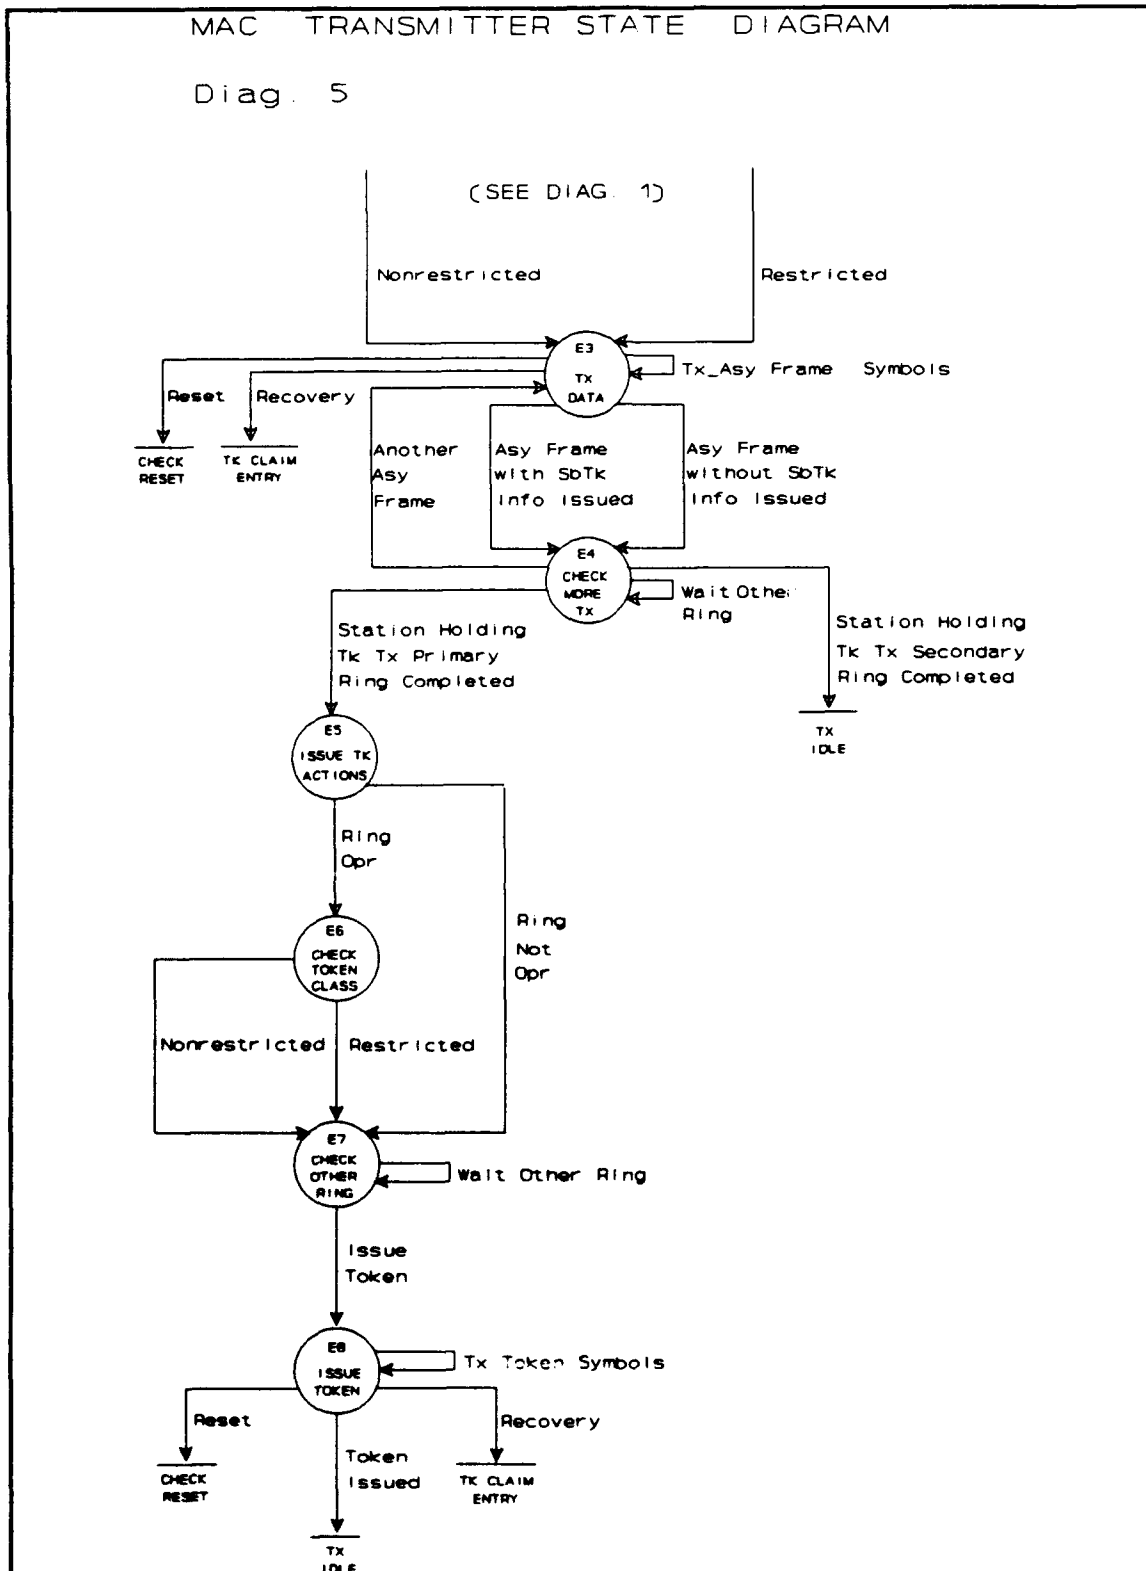 MAC TRANSMITTER STATE DIAGRAM
Diag. 5
(SEE DIAG. 1)
Nonrestricted
Restricted
E3
TX
DATA
Tx_Asy Frame Symbols
Reset
Recovery
CHECK
RESET
TK CLAIM
ENTRY
Another
Asy
Frame
Asy Frame
with SbTk
Info Issued
Asy Frame
without SbTk
Info Issued
E4
CHECK
MORE
TX
Wait Other
Ring
Station Holding
Tk Tx Primary
Ring Completed
Station Holding
Tk Tx Secondary
Ring Completed
TX
IDLE
E5
ISSUE TK
ACTIONS
Ring
Opr
Ring
Not
Opr
E6
CHECK
TOKEN
CLASS
Nonrestricted
Restricted
E7
CHECK
OTHER
RING
Wait Other Ring
Issue
Token
E8
ISSUE
TOKEN
Tx Token Symbols
Reset
Recovery
CHECK
RESET
Token
Issued
TK CLAIM
ENTRY
TX
IDLE